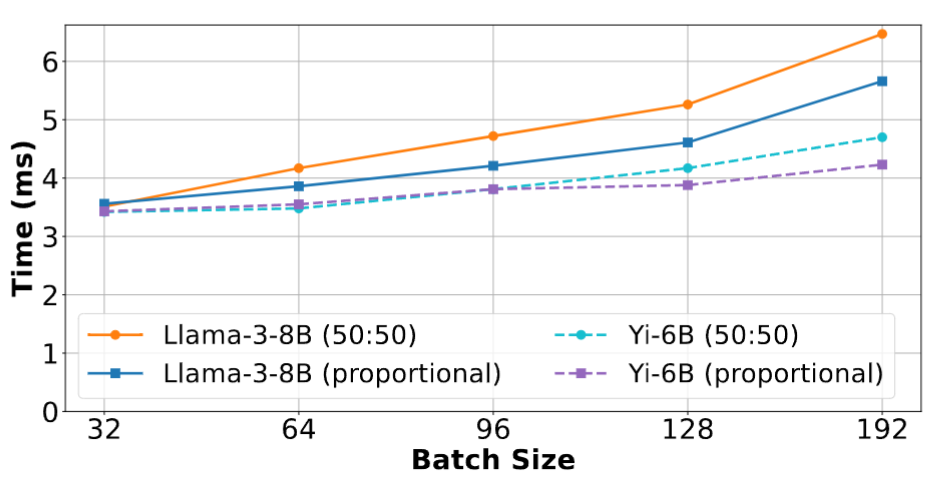 Time (ms)
6
5
4
3
2
1
0
Llama-3-8B (50:50)
Yi-6B (50:50)
Llama-3-8B (proportional)
Yi-6B (proportional)
32 64 96 128 192
Batch Size